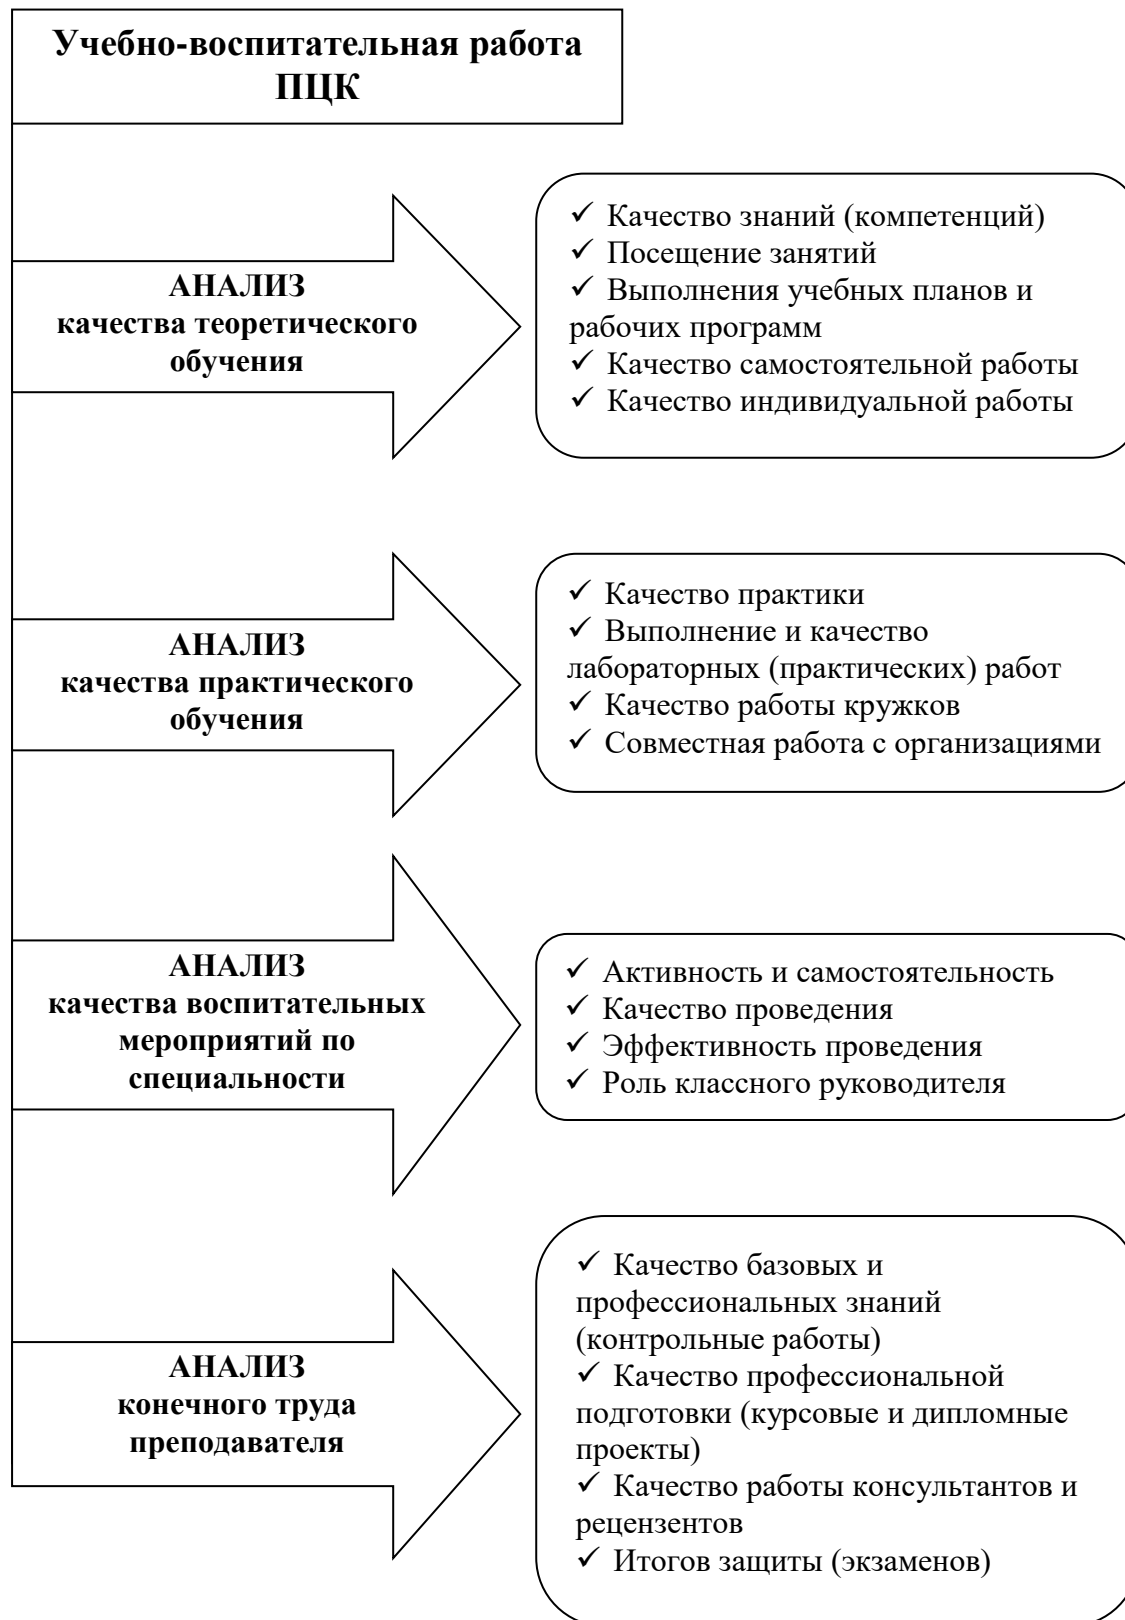 Учебно-воспитательная работа
ПЦК
АНАЛИЗ
качества теоретического
обучения
✓ Качество знаний (компетенций)
✓ Посещение занятий
✓ Выполнения учебных планов и
рабочих программ
✓ Качество самостоятельной работы
✓ Качество индивидуальной работы
АНАЛИЗ
качества практического
обучения
✓ Качество практики
✓ Выполнение и качество
лабораторных (практических) работ
✓ Качество работы кружков
✓ Совместная работа с организациями
АНАЛИЗ
качества воспитательных
мероприятий по
специальности
✓ Активность и самостоятельность
✓ Качество проведения
✓ Эффективность проведения
✓ Роль классного руководителя
АНАЛИЗ
конечного труда
преподавателя
✓ Качество базовых и
профессиональных знаний
(контрольные работы)
✓ Качество профессиональной
подготовки (курсовые и дипломные
проекты)
✓ Качество работы консультантов и
рецензентов
✓ Итогов защиты (экзаменов)